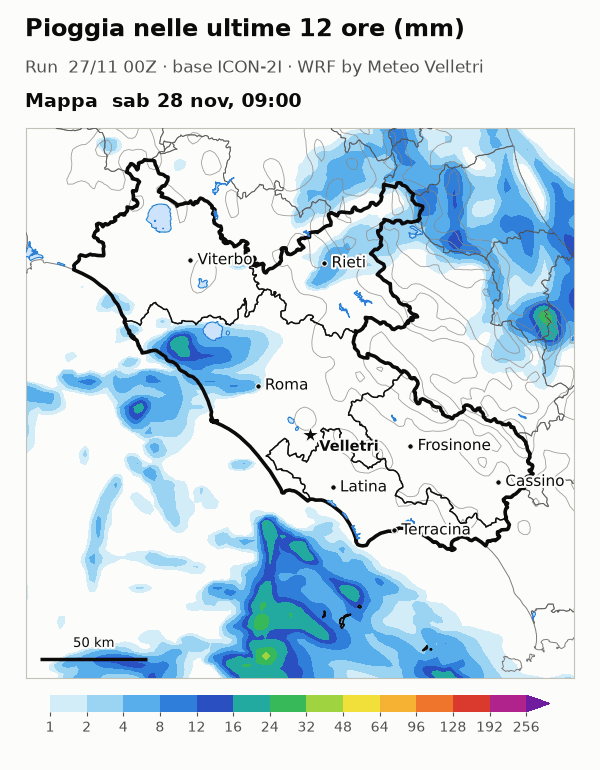 Pioggia nelle ultime 12 ore (mm)
Run  27/11 00Z · base ICON-2I · WRF by Meteo Velletri
Mappa  sab 28 nov, 09:00
Viterbo
Rieti
Roma
Velletri
Frosinone
Latina
Cassino
Terracina
50 km
1 2 4 8 12 16 24 32 48 64 96 128 192 256